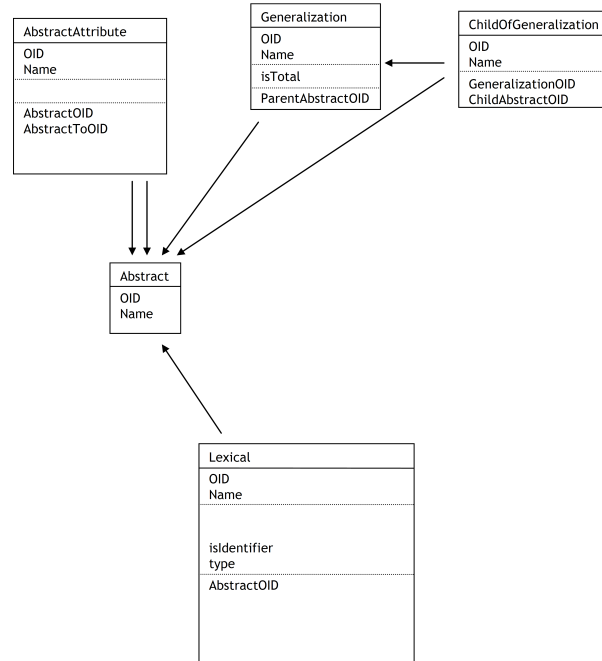 AbstractAttribute
OID
Name
AbstractOID
AbstractToOID
Generalization
OID
Name
isTotal
ParentAbstractOID
ChildOfGeneralization
OID
Name
GeneralizationOID
ChildAbstractOID
Abstract
OID
Name
Lexical
OID
Name
isIdentifier
type
AbstractOID